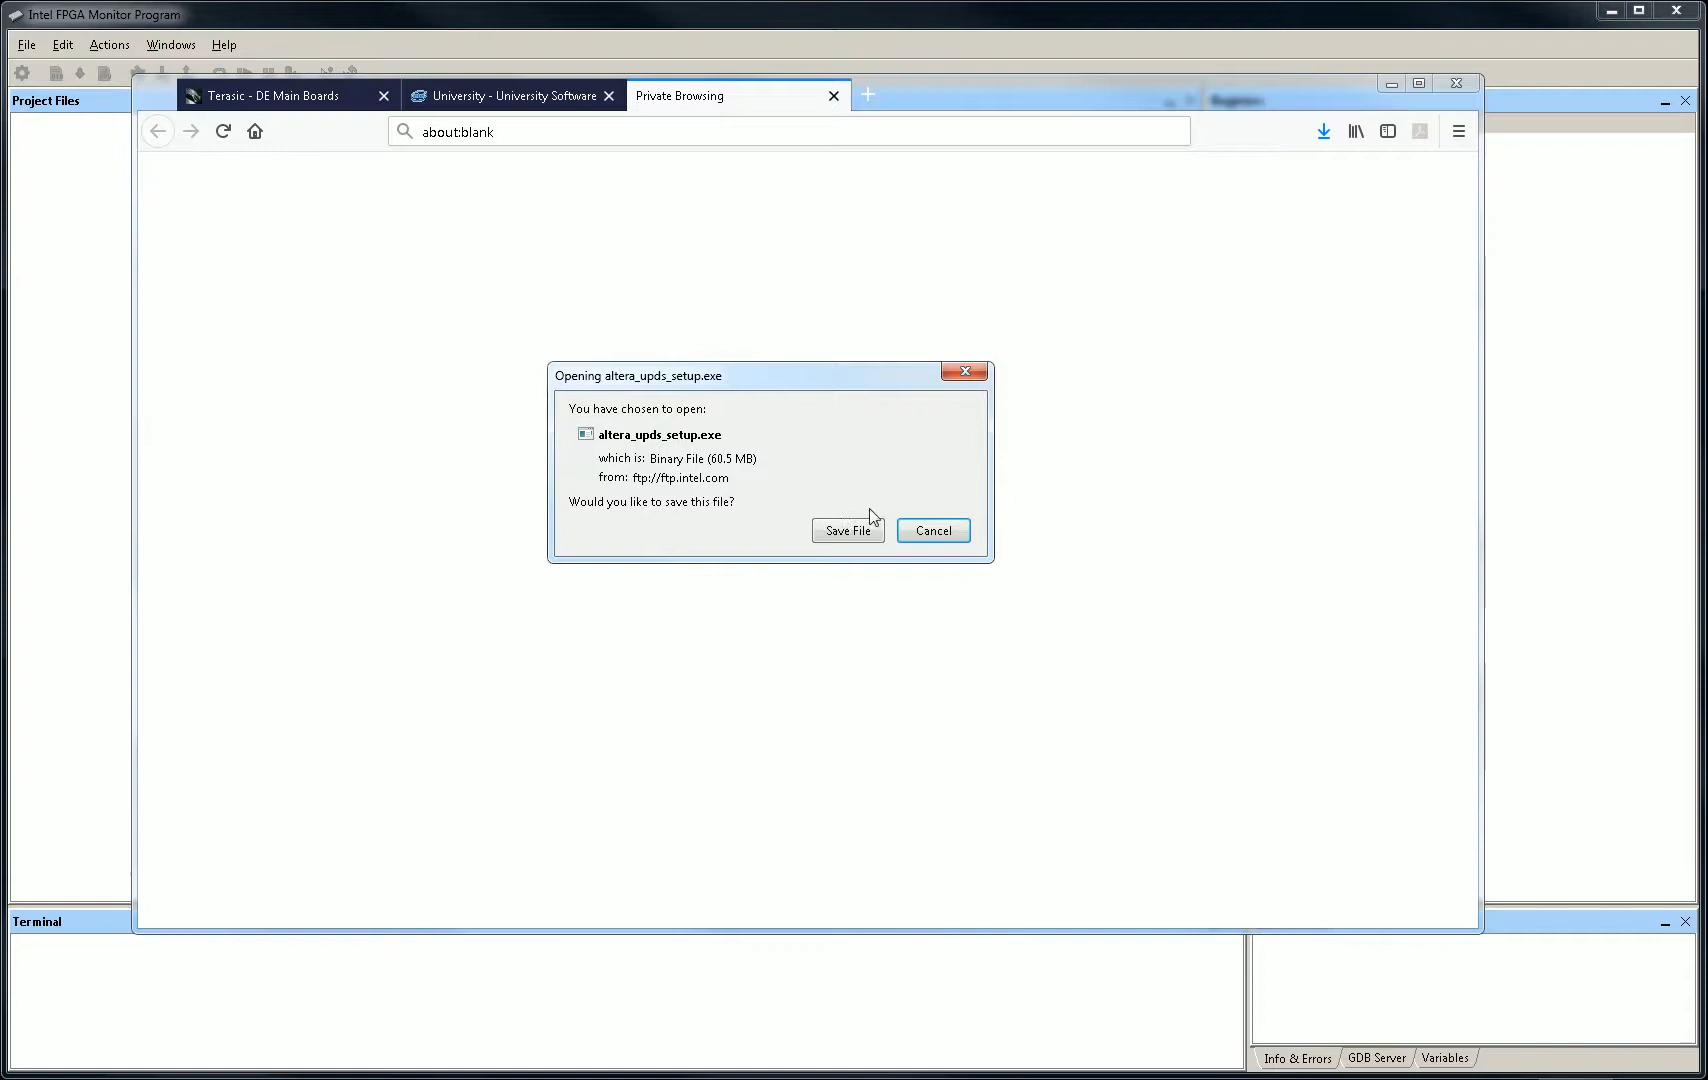 Intel FPGA Monitor Program
File Edit Actions Windows Help
Project Files
Terasic - DE Main Boards
University - University Software
Private Browsing
about:blank
Opening altera_upds_setup.exe
You have chosen to open:
altera_upds_setup.exe
which is: Binary File (60.5 MB)
from: ftp://ftp.intel.com
Would you like to save this file?
Save File Cancel
Terminal
Info & Errors GDB Server Variables